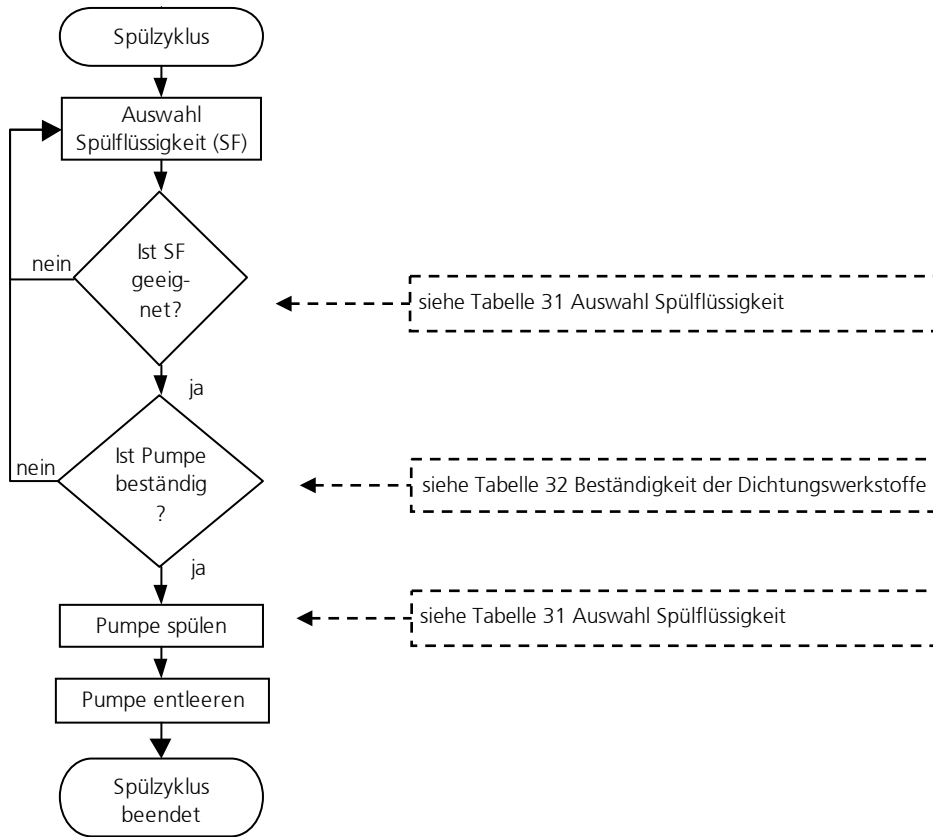 Spülzyklus
Auswahl
Spülflüssigkeit (SF)
Ist SF
geeig-
net?
nein
siehe Tabelle 31 Auswahl Spülflüssigkeit
ja
Ist Pumpe
beständig
?
nein
siehe Tabelle 32 Beständigkeit der Dichtungswerkstoffe
ja
Pumpe spülen
siehe Tabelle 31 Auswahl Spülflüssigkeit
Pumpe entleeren
Spülzyklus
beendet